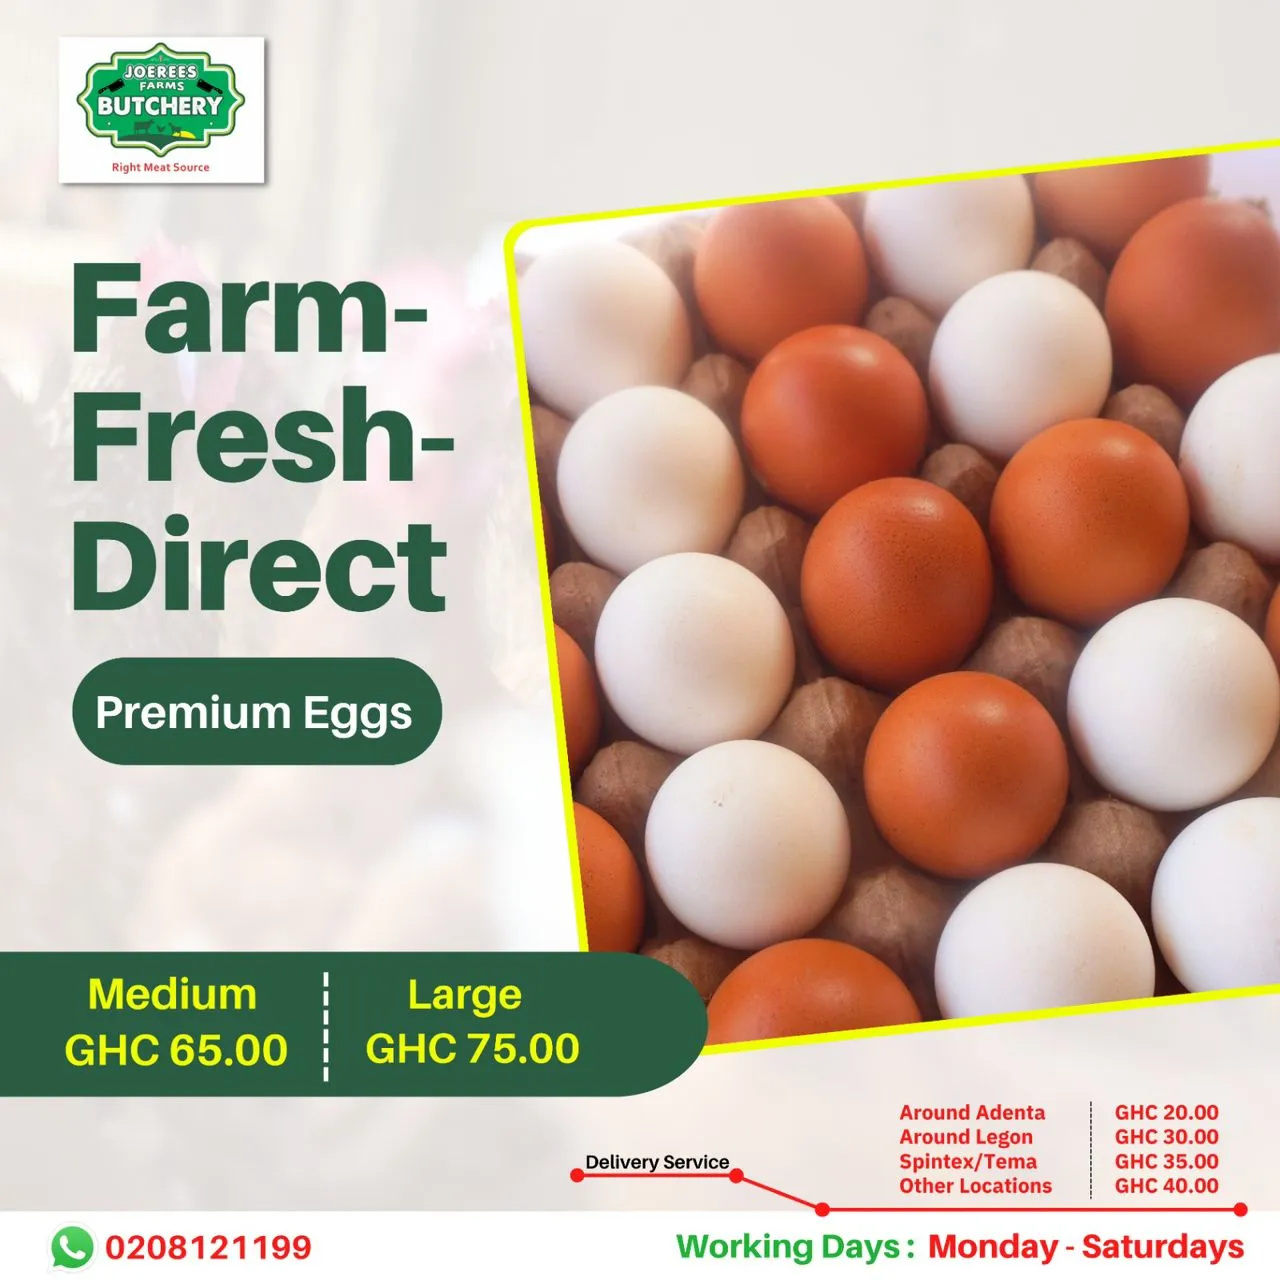 JOEREES
FARMS
BUTCHERY
Right Meat Source
Farm-
Fresh-
Direct
Premium Eggs
Medium
GHC 65.00
Large
GHC 75.00
Around Adenta GHC 20.00
Around Legon GHC 30.00
Spintex/Tema GHC 35.00
Other Locations GHC 40.00
Delivery Service
0208121199
Working Days : Monday - Saturdays